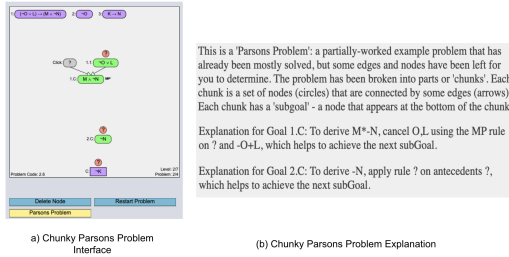 1: (¬O + L) → (M ∧ ¬N) 2: ¬O 3: K → N
?
Click: ? 1.1: ¬O + L
1.C: M ∧ ¬N MP
?
2.C: ¬N
?
C: ¬K
Problem Code: 2.6
Level: 2/7
Problem: 2/4
Delete Node Restart Problem
Parsons Problem
a) Chunky Parsons Problem
Interface
This is a 'Parsons Problem': a partially-worked example problem that has
already been mostly solved, but some edges and nodes have been left for
you to determine. The problem has been broken into parts or 'chunks'. Each
chunk is a set of nodes (circles) that are connected by some edges (arrows)
Each chunk has a 'subgoal' - a node that appears at the bottom of the chunk
Explanation for Goal 1.C: To derive M*-N, cancel O,L using the MP rule
on ? and -O+L, which helps to achieve the next subGoal.
Explanation for Goal 2.C: To derive -N, apply rule ? on antecedents ?,
which helps to achieve the next subGoal.
(b) Chunky Parsons Problem Explanation